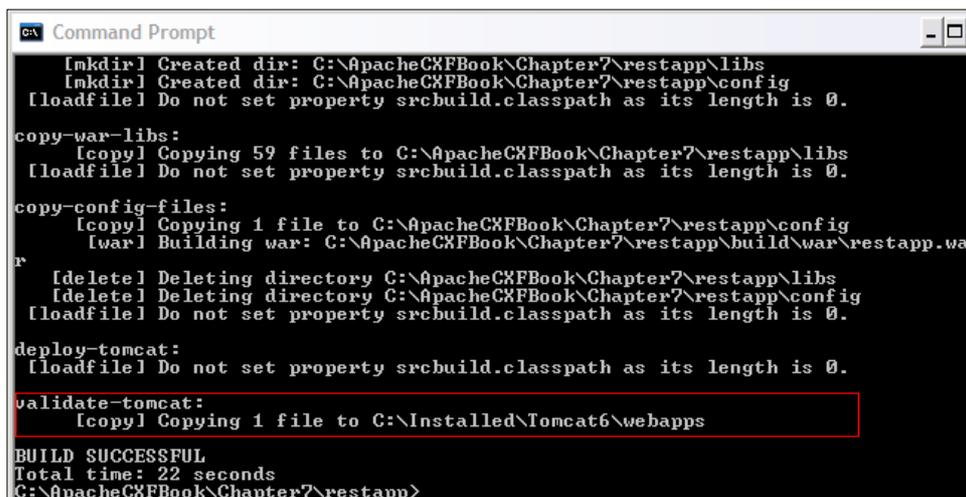 C:\ Command Prompt
[mkdir] Created dir: C:\ApacheCXFBook\Chapter7\restapp\libs
[mkdir] Created dir: C:\ApacheCXFBook\Chapter7\restapp\config
[loadfile] Do not set property srcbuild.classpath as its length is 0.
copy-war-libs:
[copy] Copying 59 files to C:\ApacheCXFBook\Chapter7\restapp\libs
[loadfile] Do not set property srcbuild.classpath as its length is 0.
copy-config-files:
[copy] Copying 1 file to C:\ApacheCXFBook\Chapter7\restapp\config
[war] Building war: C:\ApacheCXFBook\Chapter7\restapp\build\war\restapp.wa
r
[delete] Deleting directory C:\ApacheCXFBook\Chapter7\restapp\libs
[delete] Deleting directory C:\ApacheCXFBook\Chapter7\restapp\config
[loadfile] Do not set property srcbuild.classpath as its length is 0.
deploy-tomcat:
[loadfile] Do not set property srcbuild.classpath as its length is 0.
validate-tomcat:
[copy] Copying 1 file to C:\Installed\Tomcat6\webapps
BUILD SUCCESSFUL
Total time: 22 seconds
C:\ApacheCXFBook\Chapter7\restapp>